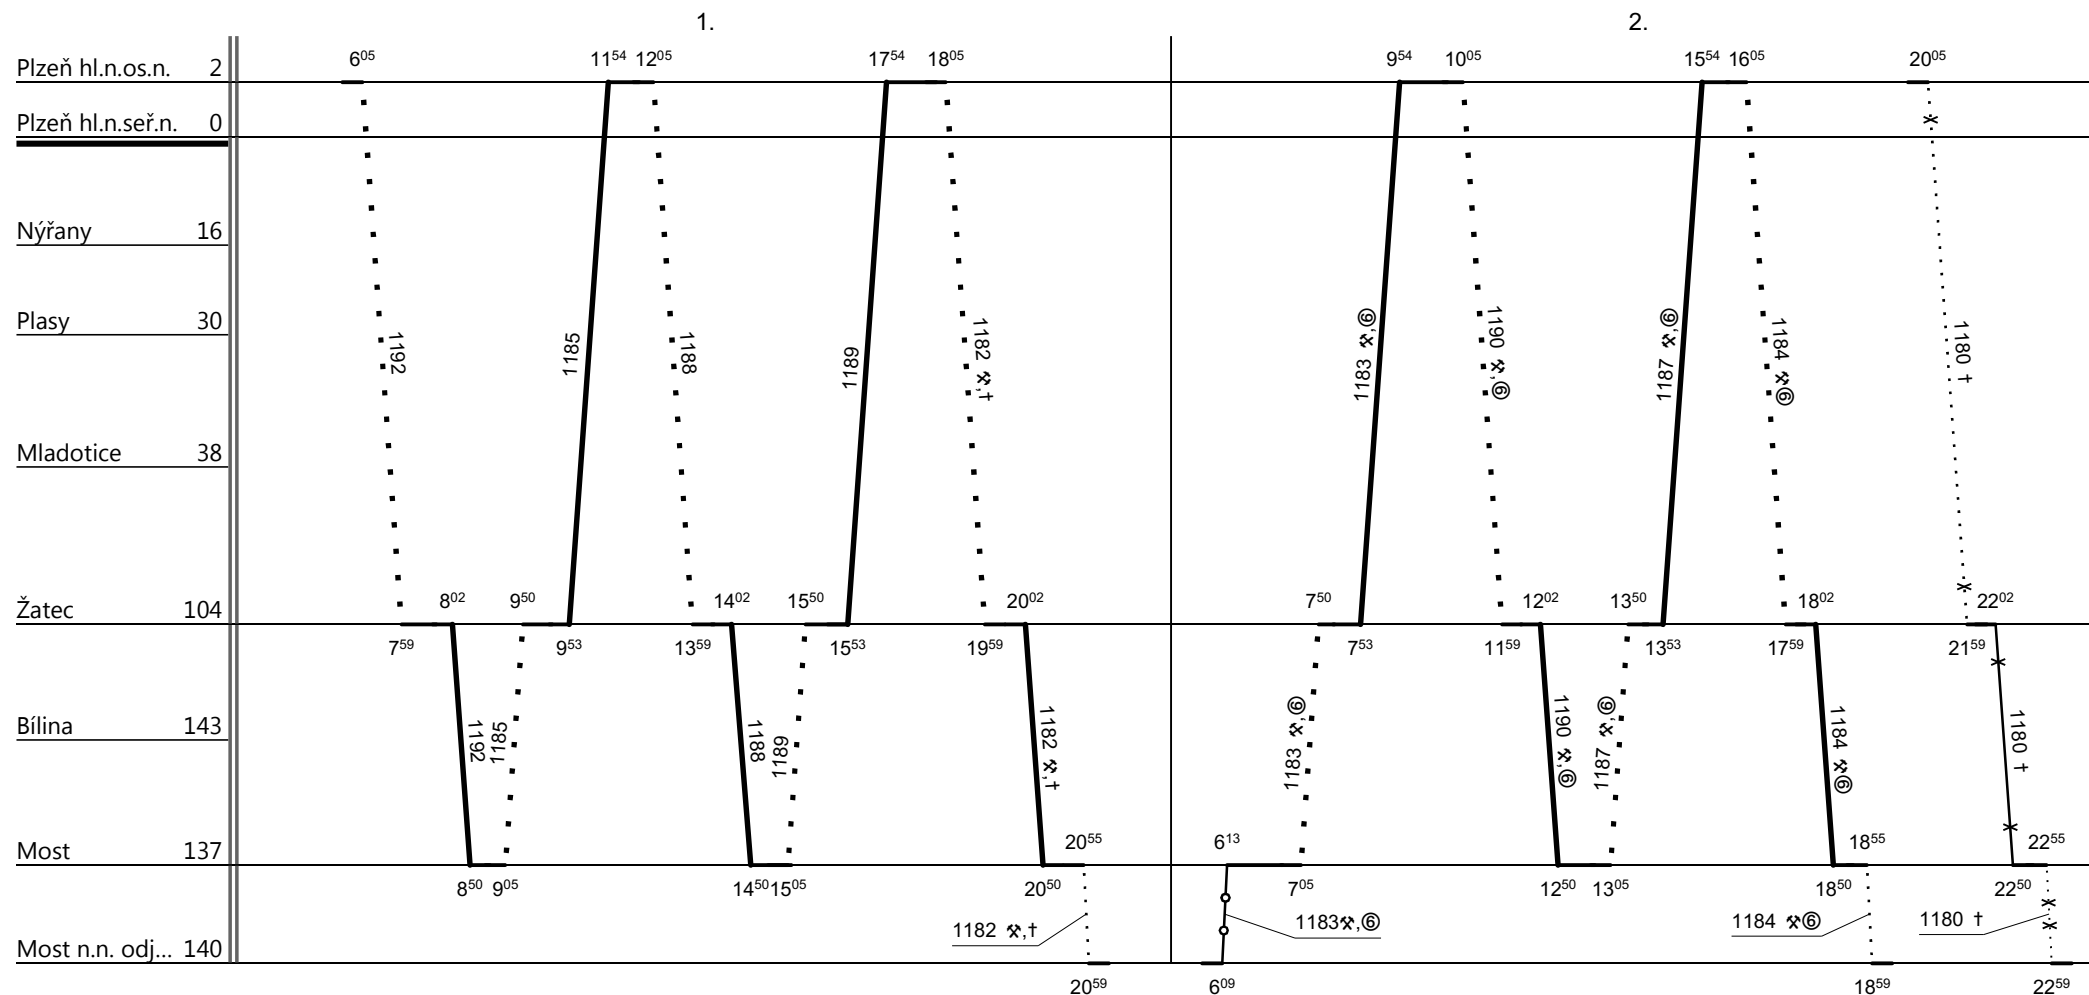 1. 2.
6⁰⁵ 11⁵⁴ 12⁰⁵ 17⁵⁴ 18⁰⁵ 9⁵⁴ 10⁰⁵ 15⁵⁴ 16⁰⁵ 20⁰⁵
Plzeň hl.n.os.n. 2
Plzeň hl.n.seř.n. 0
Nýřany 16
Plasy 30
1192 1185 1188 1189 1182 ⚒,† 1183 ⚒,⑥ 1190 ⚒,⑥ 1187 ⚒,⑥ 1184 ⚒⑥ 1180 †
Mladotice 38
8⁰² 9⁵⁰ 14⁰² 15⁵⁰ 20⁰² 7⁵⁰ 12⁰² 13⁵⁰ 18⁰² 22⁰²
Žatec 104
7⁵⁹ 9⁵³ 13⁵⁹ 15⁵³ 19⁵⁹ 7⁵³ 11⁵⁹ 13⁵³ 17⁵⁹ 21⁵⁹
Bílina 143
1192 1185 1188 1189 1182 ⚒,† 1183 ⚒,⑥ 1190 ⚒,⑥ 1187 ⚒,⑥ 1184 ⚒⑥ 1180 †
20⁵⁵ 6¹³ 18⁵⁵ 22⁵⁵
Most 137
8⁵⁰ 9⁰⁵ 14⁵⁰ 15⁰⁵ 20⁵⁰ 7⁰⁵ 12⁵⁰ 13⁰⁵ 18⁵⁰ 22⁵⁰
1182 ⚒,† 1183⚒,⑥ 1184 ⚒⑥ 1180 †
Most n.n. odj... 140
20⁵⁹ 6⁰⁹ 18⁵⁹ 22⁵⁹